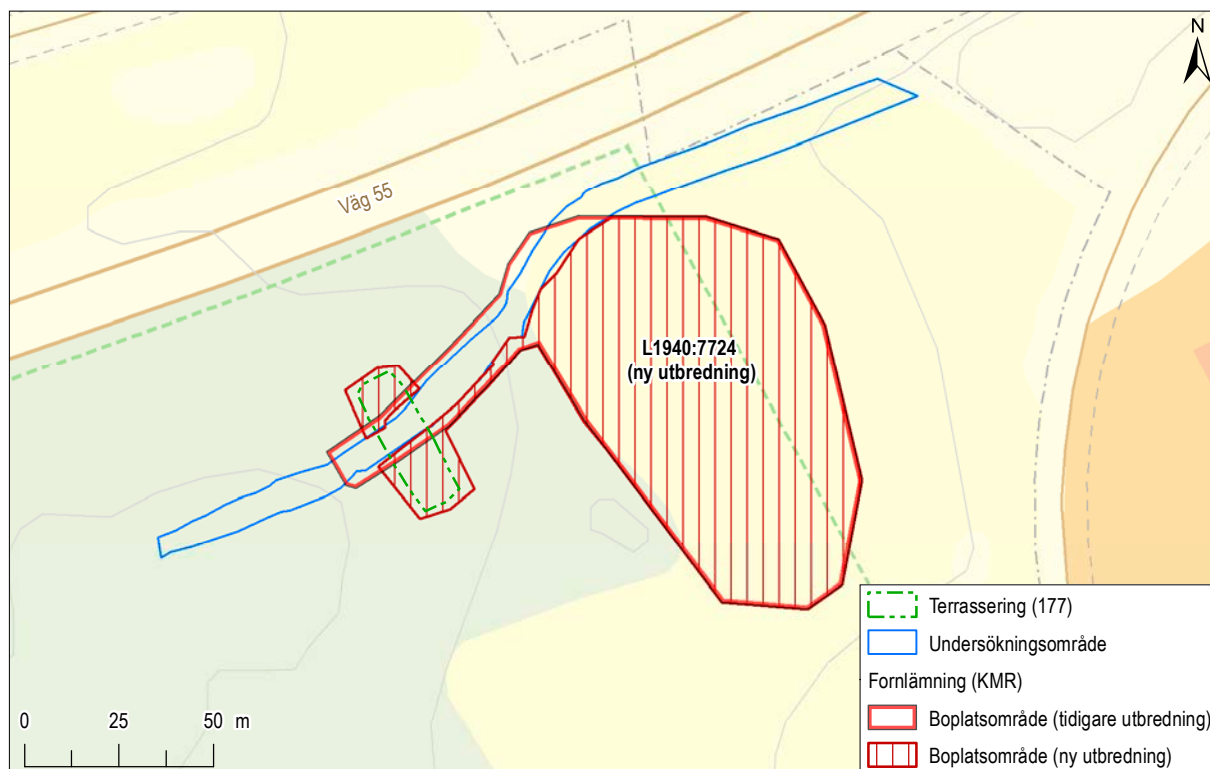 N
Väg 55
L1940:7724
(ny utbredning)
Terrassering (177)
Undersökningsområde
Fornlämning (KMR)
Boplatsområde (tidigare utbredning)
Boplatsområde (ny utbredning)
0 25 50 m